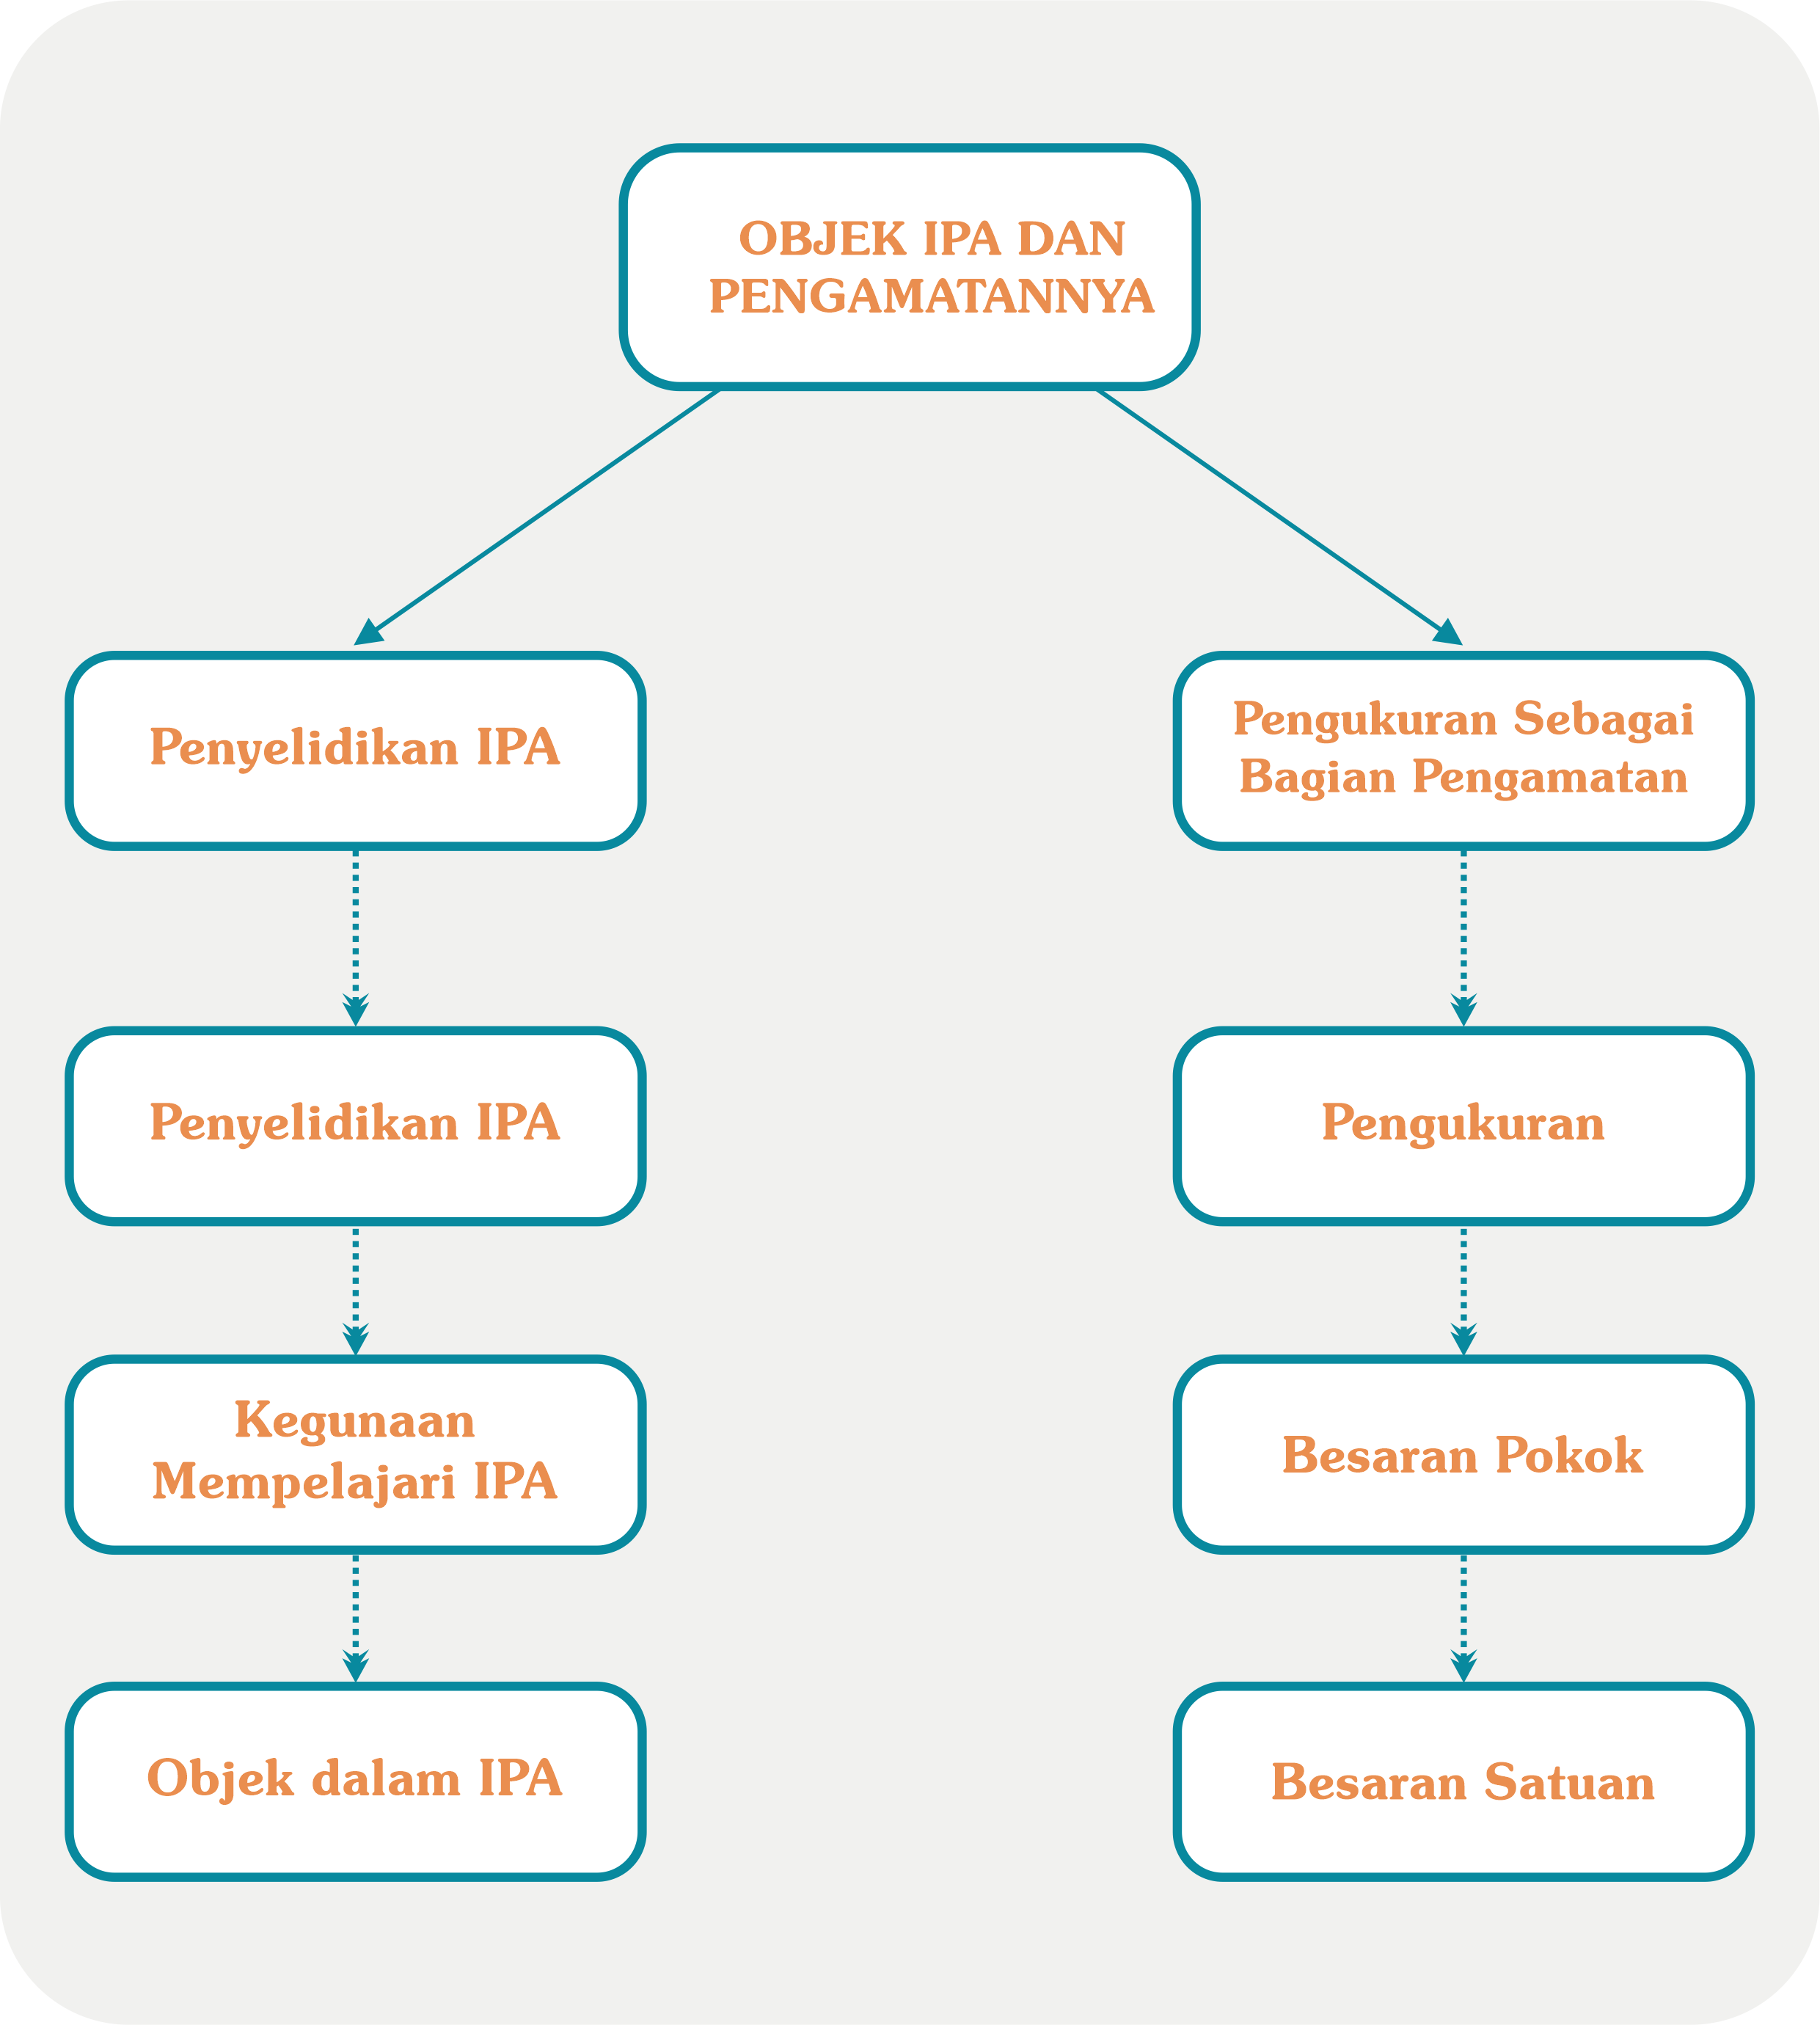 OBJEK IPA DAN
PENGAMATANNYA
Penyelidikan IPA
Pengukuran Sebagai
Bagian Pengamatan
Penyelidikan IPA
Pengukuran
Kegunaan
Mempelajari IPA
Besaran Pokok
Objek dalam IPA
Besaran Satuan